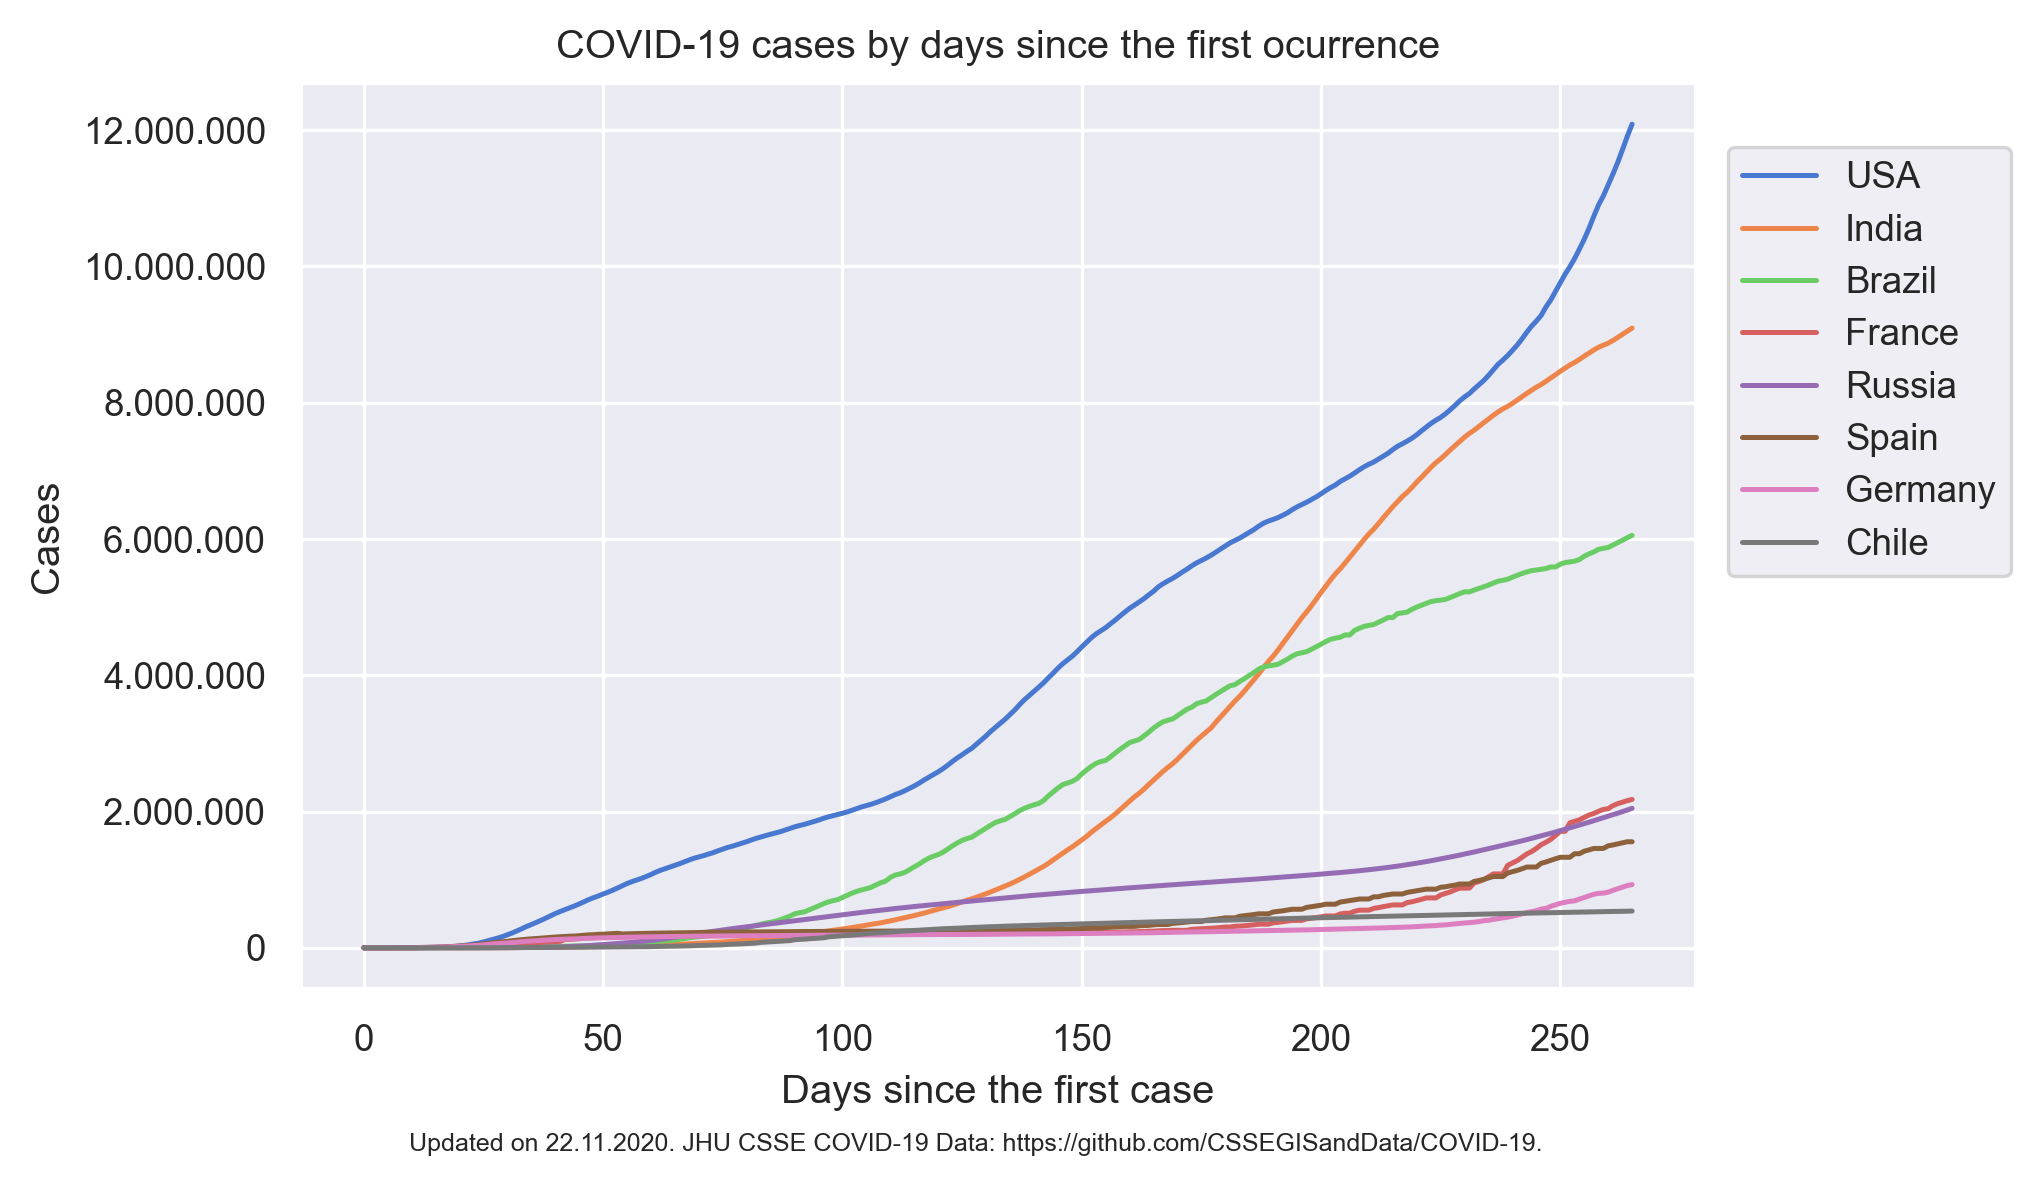 COVID-19 cases by days since the first ocurrence
12.000.000
10.000.000
8.000.000
6.000.000
4.000.000
2.000.000
0
Cases
0 50 100 150 200 250
Days since the first case
USA
India
Brazil
France
Russia
Spain
Germany
Chile
Updated on 22.11.2020. JHU CSSE COVID-19 Data: https://github.com/CSSEGISandData/COVID-19.